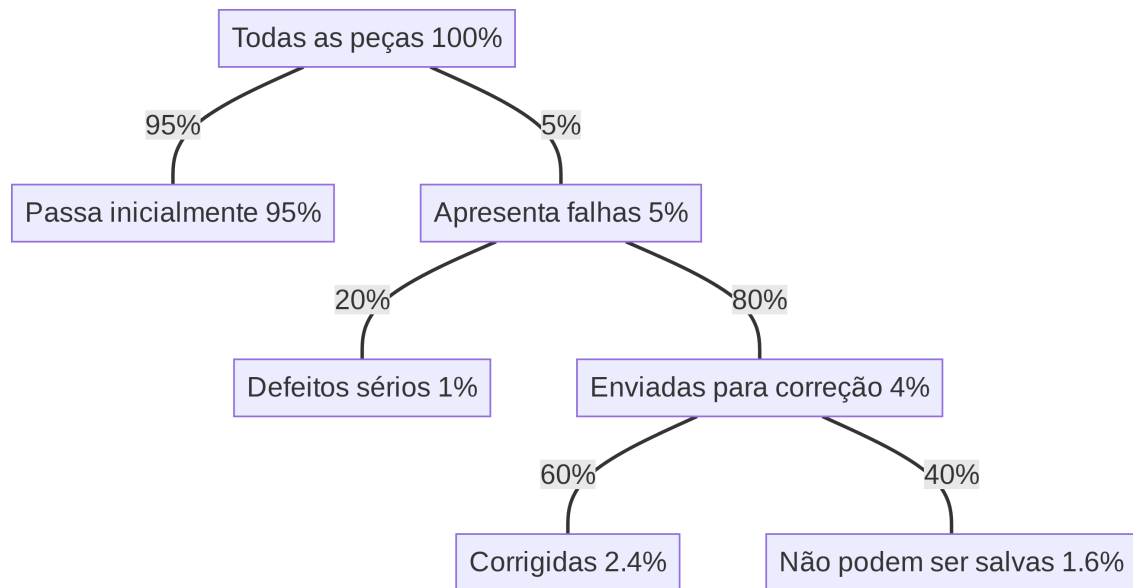 Todas as peças 100%
95%
5%
Passa inicialmente 95%
Apresenta falhas 5%
20%
80%
Defeitos sérios 1%
Enviadas para correção 4%
60%
40%
Corrigidas 2.4%
Não podem ser salvas 1.6%